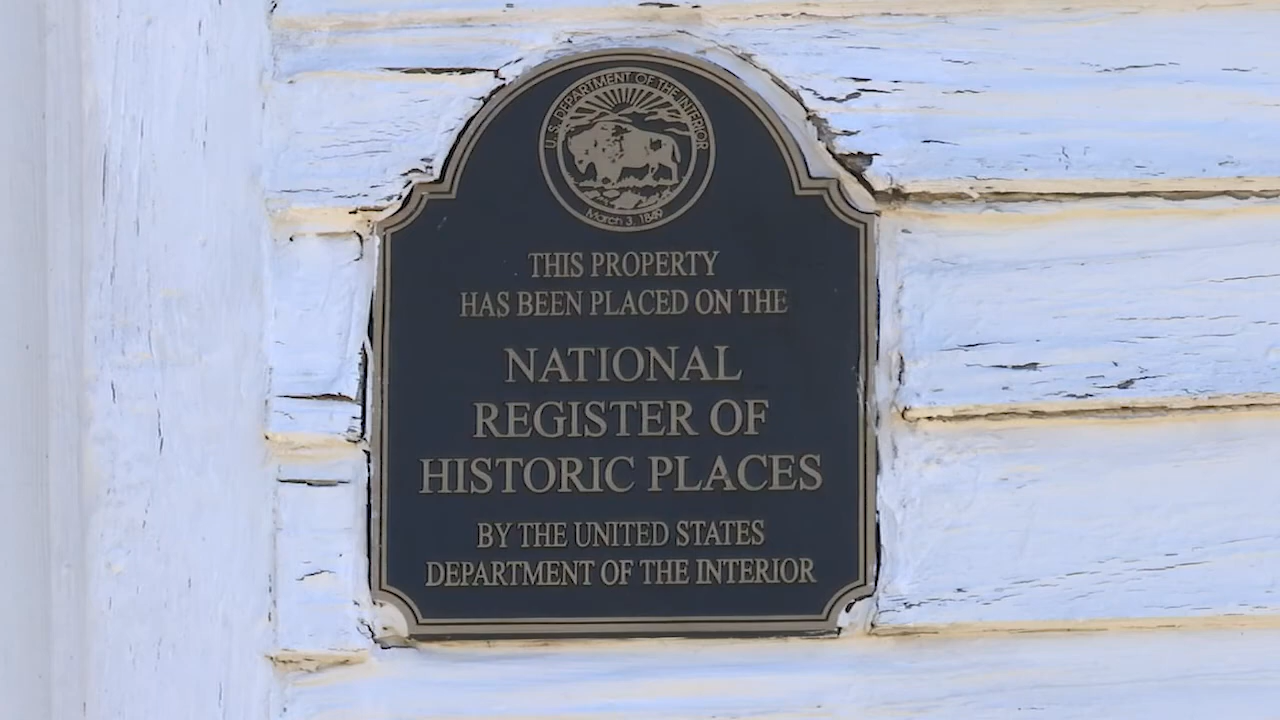 U.S. DEPARTMENT OF THE INTERIOR
March 3, 1849
THIS PROPERTY
HAS BEEN PLACED ON THE
NATIONAL
REGISTER OF
HISTORIC PLACES
BY THE UNITED STATES
DEPARTMENT OF THE INTERIOR